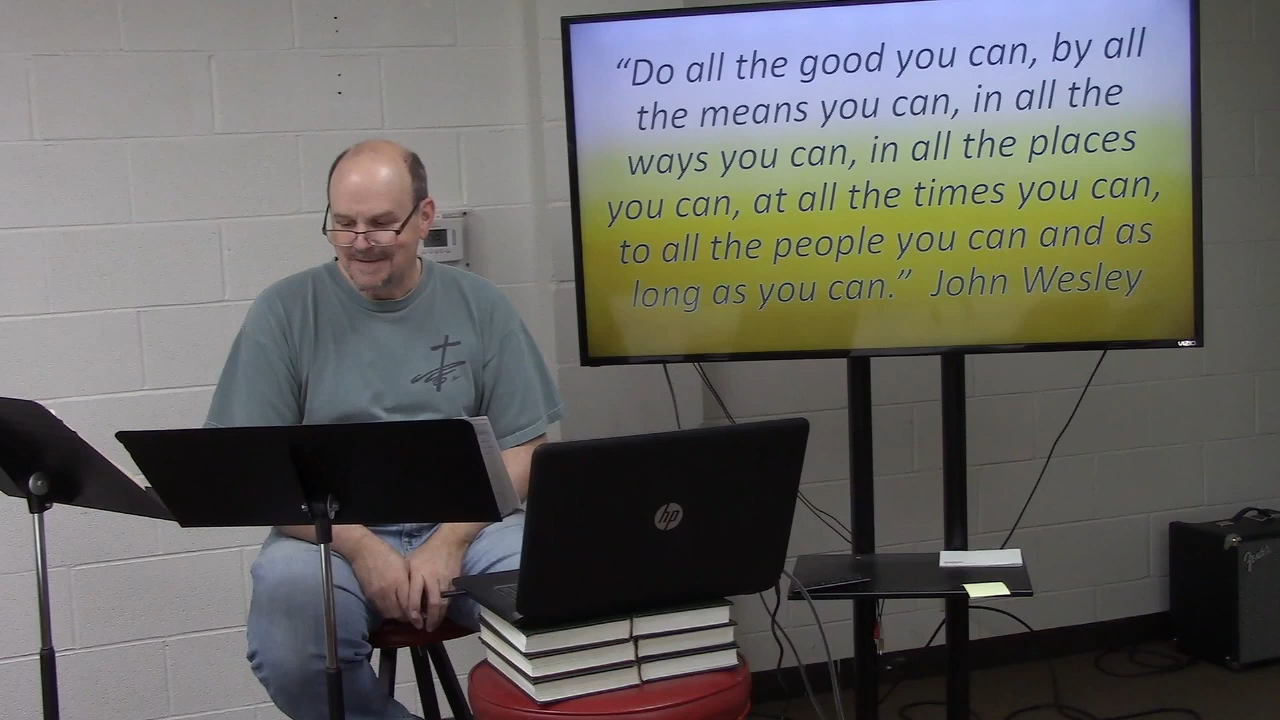 “Do all the good you can, by all
the means you can, in all the
ways you can, in all the places
you can, at all the times you can,
to all the people you can and as
long as you can.” John Wesley
VIZIO
hp
Fender